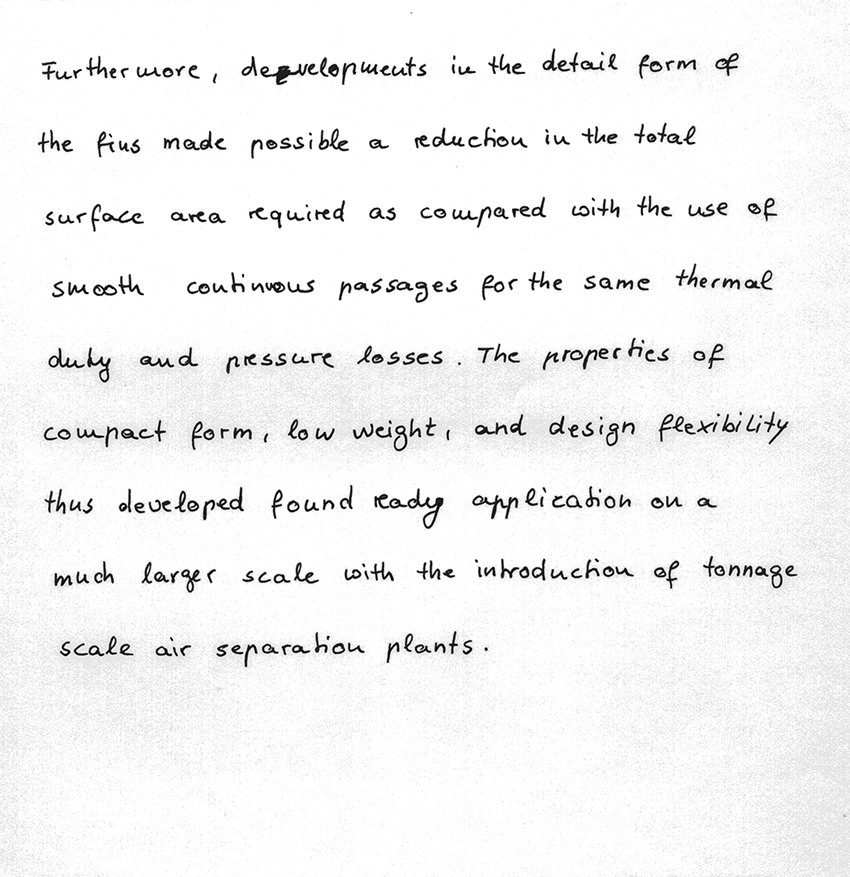 Furthermore, developments in the detail form of
the fins made possible a reduction in the total
surface area required as compared with the use of
smooth continuous passages for the same thermal
duty and pressure losses. The properties of
compact form, low weight, and design flexibility
thus developed found ready application on a
much larger scale with the introduction of tonnage
scale air separation plants.